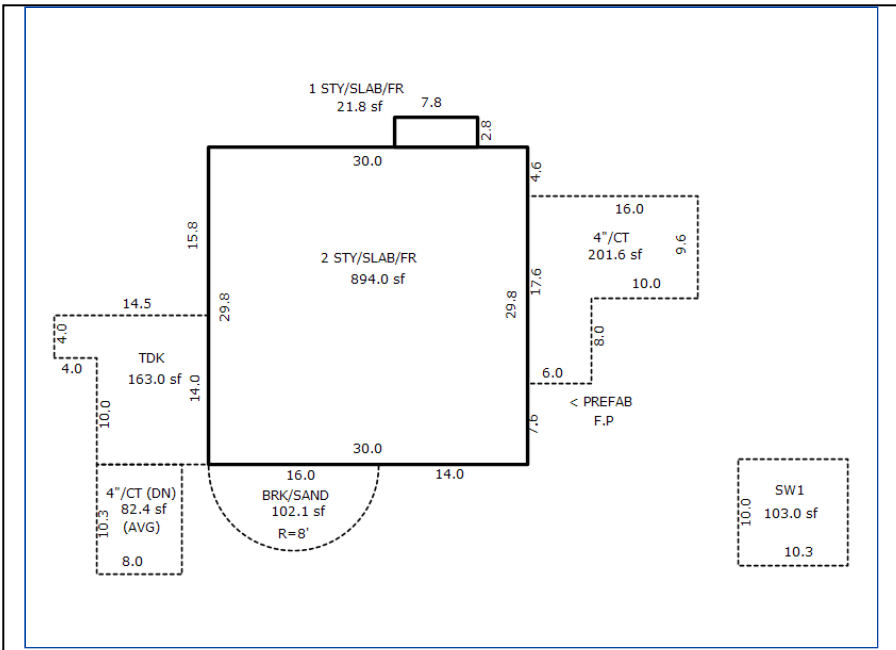 1 STY/SLAB/FR
21.8 sf
7.8
2.8
30.0
4.6
15.8
2 STY/SLAB/FR
894.0 sf
29.8
29.8
17.6
16.0
4"/CT
201.6 sf
9.6
10.0
8.0
6.0
14.5
4.0
4.0
TDK
163.0 sf
14.0
10.0
< PREFAB
F.P
7.6
30.0
16.0
14.0
4"/CT (DN)
82.4 sf
(AVG)
10.3
8.0
BRK/SAND
102.1 sf
R=8'
SW1
103.0 sf
10.0
10.3